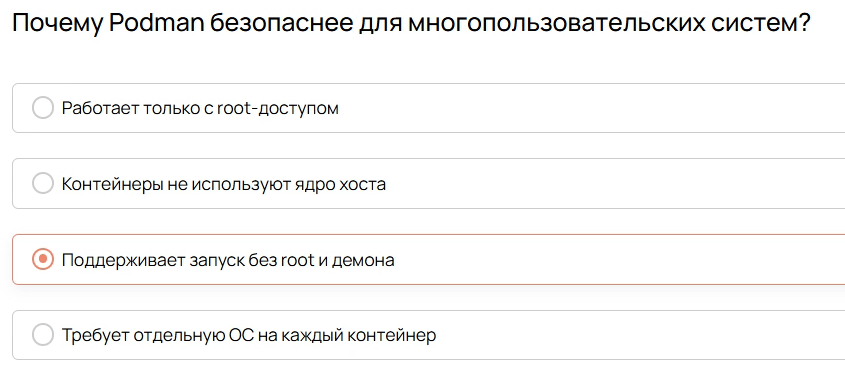 Почему Podman безопаснее для многопользовательских систем?
Работает только с root-доступом
Контейнеры не используют ядро хоста
Поддерживает запуск без root и демона
Требует отдельную ОС на каждый контейнер